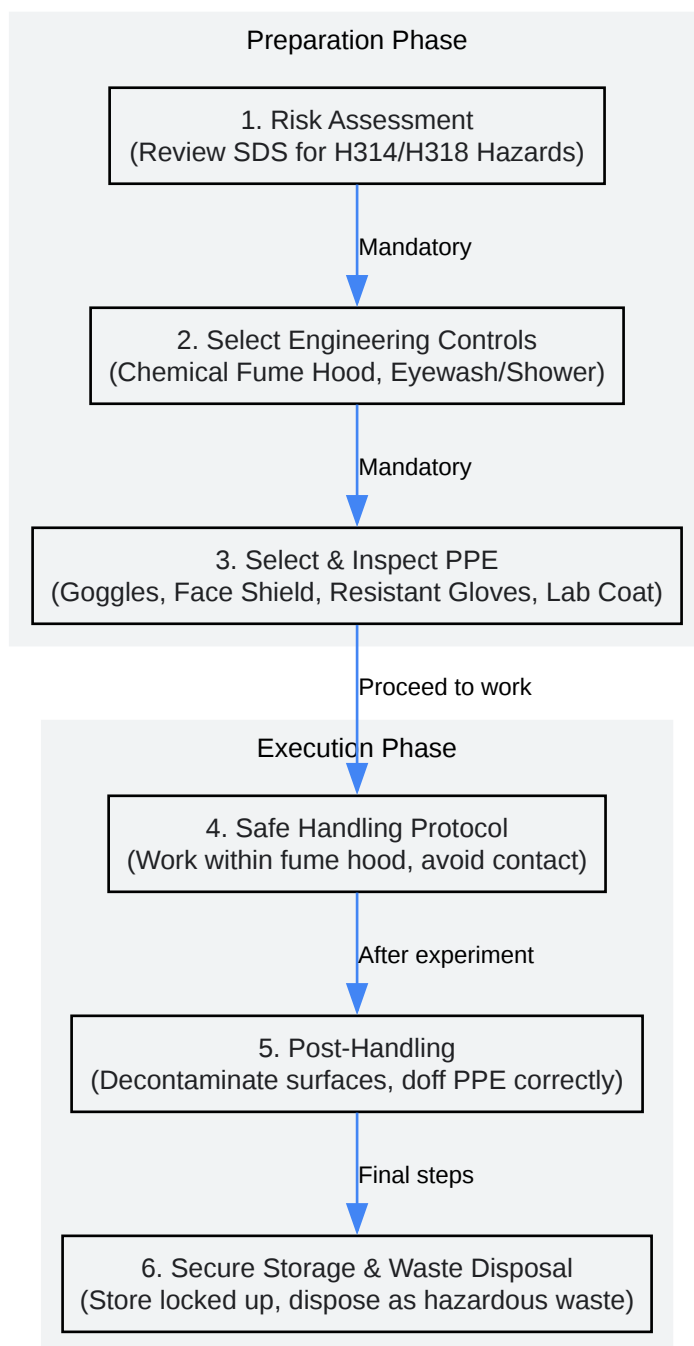 Preparation Phase
1. Risk Assessment
(Review SDS for H314/H318 Hazards)
Mandatory
2. Select Engineering Controls
(Chemical Fume Hood, Eyewash/Shower)
Mandatory
3. Select & Inspect PPE
(Goggles, Face Shield, Resistant Gloves, Lab Coat)
Proceed to work
Execution Phase
4. Safe Handling Protocol
(Work within fume hood, avoid contact)
After experiment
5. Post-Handling
(Decontaminate surfaces, doff PPE correctly)
Final steps
6. Secure Storage & Waste Disposal
(Store locked up, dispose as hazardous waste)